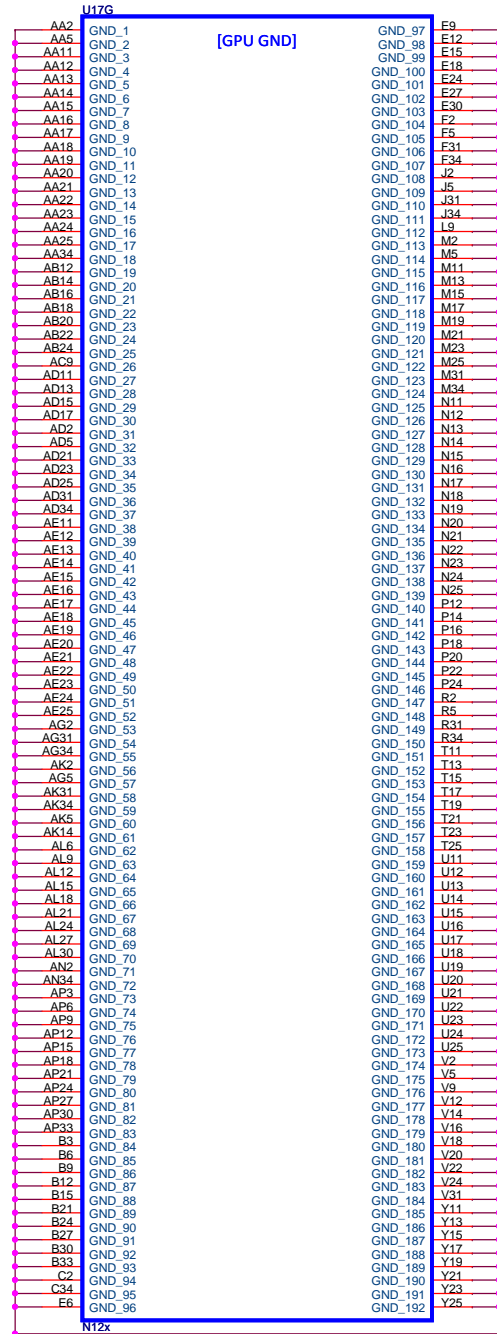 U17G
[GPU GND]
AA2 GND_1 GND_97 E9
AA5 GND_2 GND_98 E12
AA11 GND_3 GND_99 E15
AA12 GND_4 GND_100 E18
AA13 GND_5 GND_101 E24
AA14 GND_6 GND_102 E27
AA15 GND_7 GND_103 E30
AA16 GND_8 GND_104 F2
AA17 GND_9 GND_105 F5
AA18 GND_10 GND_106 F31
AA19 GND_11 GND_107 F34
AA20 GND_12 GND_108 J2
AA21 GND_13 GND_109 J5
AA22 GND_14 GND_110 J31
AA23 GND_15 GND_111 J34
AA24 GND_16 GND_112 L9
AA25 GND_17 GND_113 M2
AA34 GND_18 GND_114 M5
AB12 GND_19 GND_115 M11
AB14 GND_20 GND_116 M13
AB16 GND_21 GND_117 M15
AB18 GND_22 GND_118 M17
AB20 GND_23 GND_119 M19
AB22 GND_24 GND_120 M21
AB24 GND_25 GND_121 M23
AC9 GND_26 GND_122 M25
AD11 GND_27 GND_123 M31
AD13 GND_28 GND_124 M34
AD15 GND_29 GND_125 N11
AD17 GND_30 GND_126 N12
AD2 GND_31 GND_127 N13
AD5 GND_32 GND_128 N14
AD21 GND_33 GND_129 N15
AD23 GND_34 GND_130 N16
AD25 GND_35 GND_131 N17
AD31 GND_36 GND_132 N18
AD34 GND_37 GND_133 N19
AE11 GND_38 GND_134 N20
AE12 GND_39 GND_135 N21
AE13 GND_40 GND_136 N22
AE14 GND_41 GND_137 N23
AE15 GND_42 GND_138 N24
AE16 GND_43 GND_139 N25
AE17 GND_44 GND_140 P12
AE18 GND_45 GND_141 P14
AE19 GND_46 GND_142 P16
AE20 GND_47 GND_143 P18
AE21 GND_48 GND_144 P20
AE22 GND_49 GND_145 P22
AE23 GND_50 GND_146 P24
AE24 GND_51 GND_147 R2
AE25 GND_52 GND_148 R5
AG2 GND_53 GND_149 R31
AG31 GND_54 GND_150 R34
AG34 GND_55 GND_151 T11
AK2 GND_56 GND_152 T13
AG5 GND_57 GND_153 T15
AK31 GND_58 GND_154 T17
AK34 GND_59 GND_155 T19
AK5 GND_60 GND_156 T21
AK14 GND_61 GND_157 T23
AL6 GND_62 GND_158 T25
AL9 GND_63 GND_159 U11
AL12 GND_64 GND_160 U12
AL15 GND_65 GND_161 U13
AL18 GND_66 GND_162 U14
AL21 GND_67 GND_163 U15
AL24 GND_68 GND_164 U16
AL27 GND_69 GND_165 U17
AL30 GND_70 GND_166 U18
AN2 GND_71 GND_167 U19
AN34 GND_72 GND_168 U20
AP3 GND_73 GND_169 U21
AP6 GND_74 GND_170 U22
AP9 GND_75 GND_171 U23
AP12 GND_76 GND_172 U24
AP15 GND_77 GND_173 U25
AP18 GND_78 GND_174 V2
AP21 GND_79 GND_175 V5
AP24 GND_80 GND_176 V9
AP27 GND_81 GND_177 V12
AP30 GND_82 GND_178 V14
AP33 GND_83 GND_179 V16
B3 GND_84 GND_180 V18
B6 GND_85 GND_181 V20
B9 GND_86 GND_182 V22
B12 GND_87 GND_183 V24
B15 GND_88 GND_184 V31
B21 GND_89 GND_185 Y11
B24 GND_90 GND_186 Y13
B27 GND_91 GND_187 Y15
B30 GND_92 GND_188 Y17
B33 GND_93 GND_189 Y19
C2 GND_94 GND_190 Y21
C34 GND_95 GND_191 Y23
E6 GND_96 GND_192 Y25
N12x